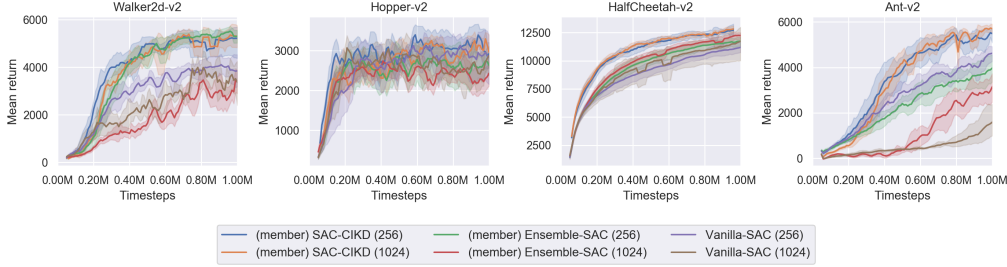 Walker2d-v2 Hopper-v2 HalfCheetah-v2 Ant-v2
6000
4000
2000
0
Mean return
0.00M 0.20M 0.40M 0.60M 0.80M 1.00M
Timesteps
3000
2000
1000
Mean return
0.00M 0.20M 0.40M 0.60M 0.80M 1.00M
Timesteps
12500
10000
7500
5000
2500
Mean return
0.00M 0.20M 0.40M 0.60M 0.80M 1.00M
Timesteps
6000
4000
2000
0
Mean return
0.00M 0.20M 0.40M 0.60M 0.80M 1.00M
Timesteps
(member) SAC-CIKD (256) (member) Ensemble-SAC (256) Vanilla-SAC (256)
(member) SAC-CIKD (1024) (member) Ensemble-SAC (1024) Vanilla-SAC (1024)